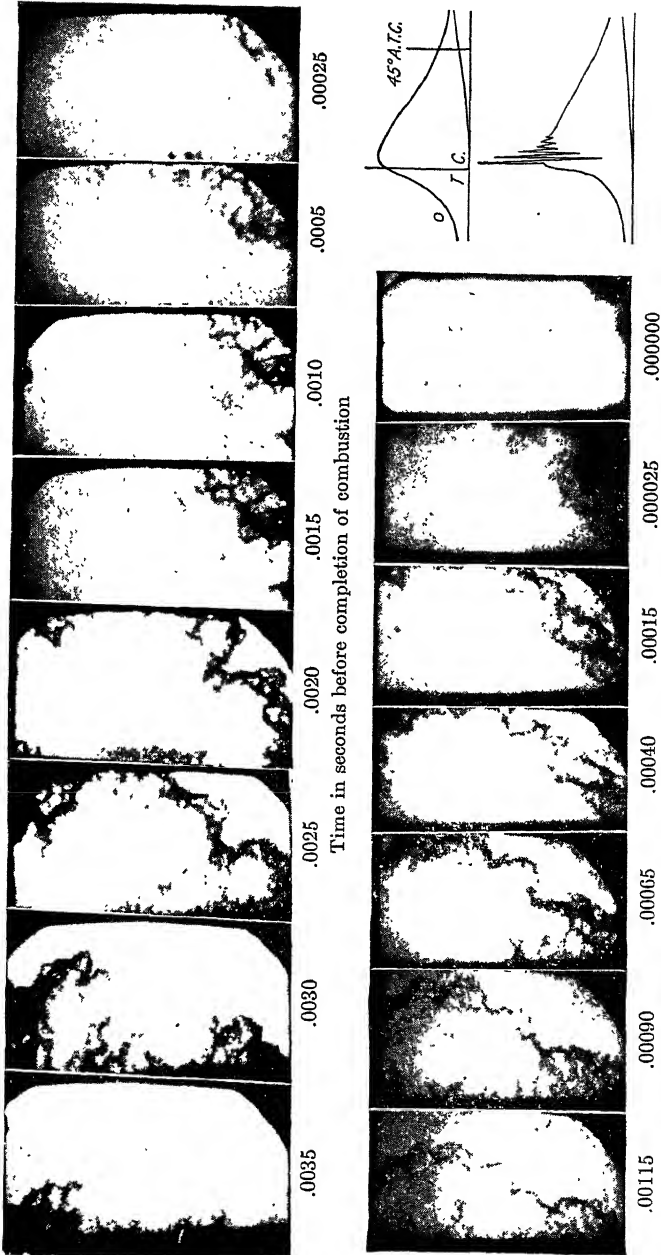 .0035 .0030 .0025 .0020 .0015 .0010 .0005 .00025
Time in seconds before completion of combustion
45° A.T.C.
O
T C.
.00115 .00090 .00065 .00040 .00015 .000025 .000000